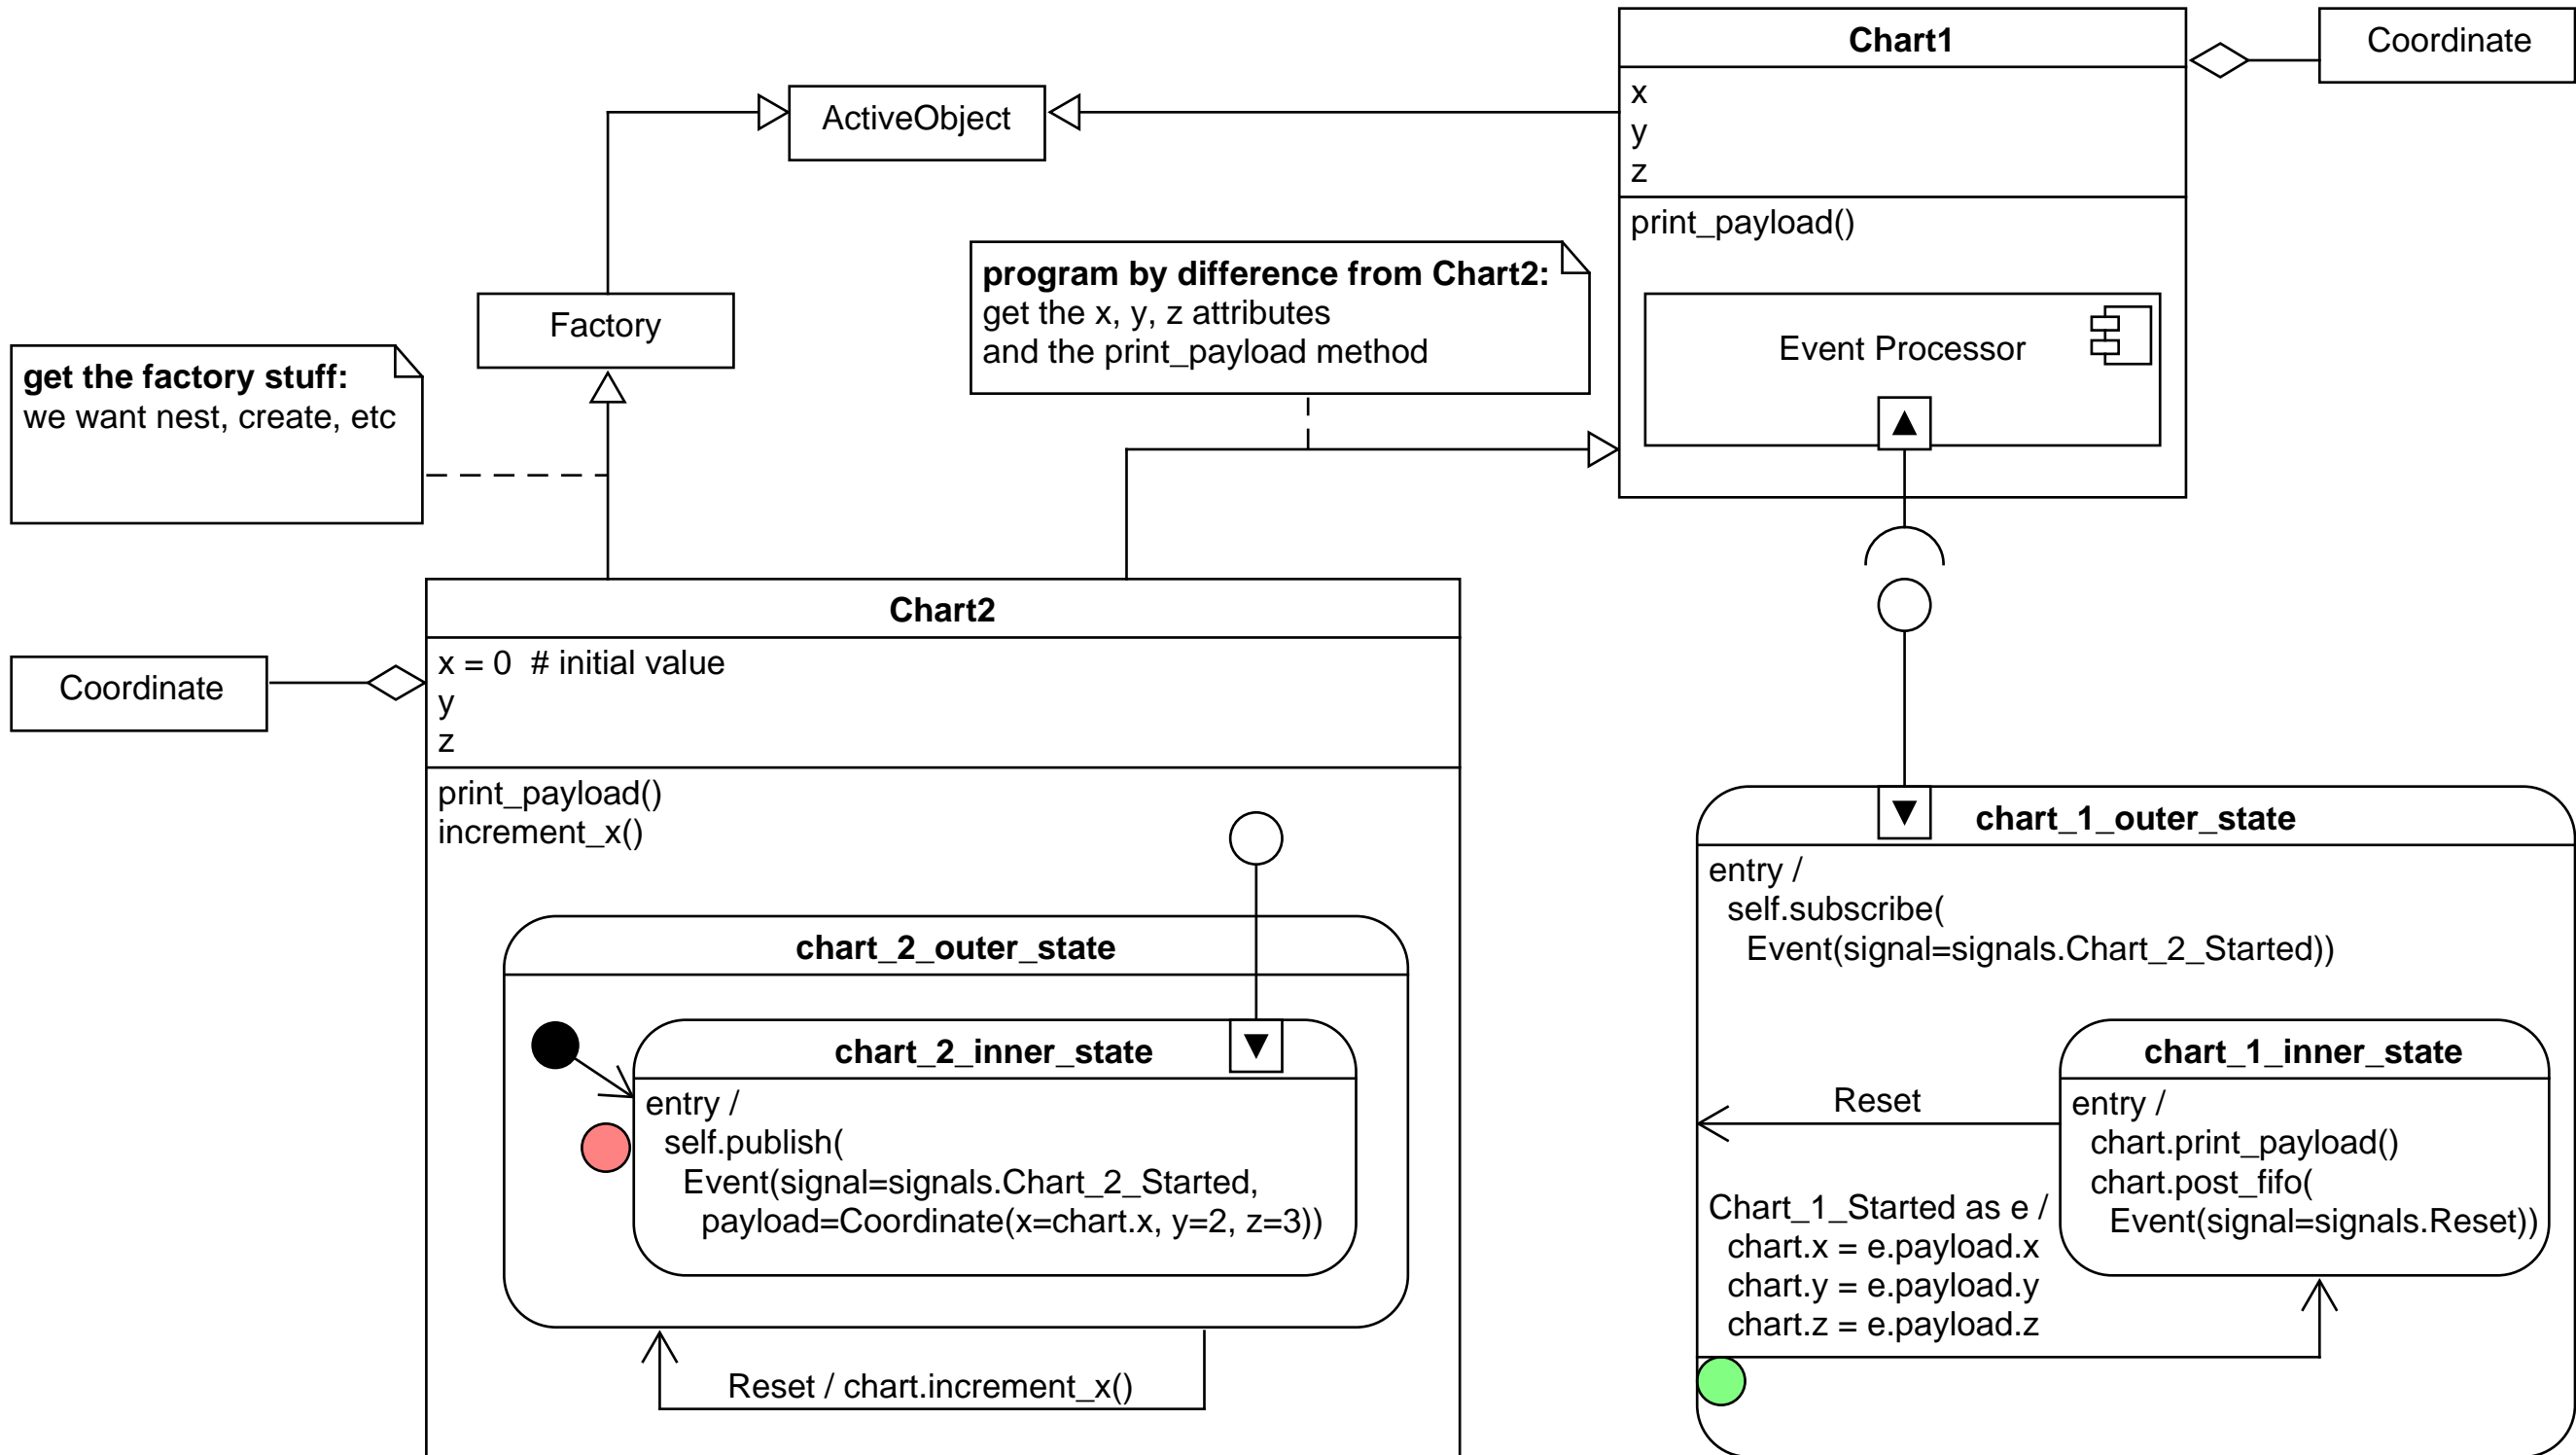 Chart1
x
y
z
print_payload()
Event Processor
Coordinate
ActiveObject
Factory
program by difference from Chart2:
get the x, y, z attributes
and the print_payload method
get the factory stuff:
we want nest, create, etc
Coordinate
Chart2
x = 0  # initial value
y
z
print_payload()
increment_x()
chart_2_outer_state
chart_2_inner_state
entry /
self.publish(
Event(signal=signals.Chart_2_Started,
payload=Coordinate(x=chart.x, y=2, z=3))
Reset / chart.increment_x()
chart_1_outer_state
entry /
self.subscribe(
Event(signal=signals.Chart_2_Started))
chart_1_inner_state
entry /
chart.print_payload()
chart.post_fifo(
Event(signal=signals.Reset))
Reset
Chart_1_Started as e /
chart.x = e.payload.x
chart.y = e.payload.y
chart.z = e.payload.z